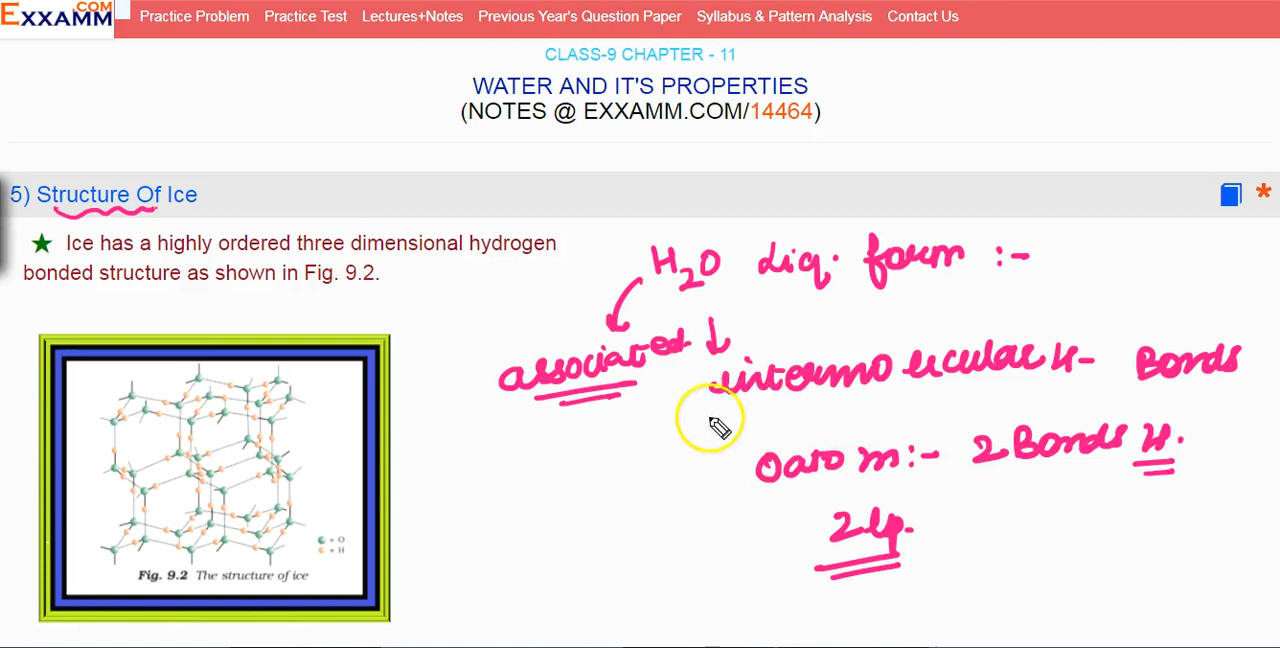 EXXAMM.COM
Practice Problem Practice Test Lectures+Notes Previous Year's Question Paper Syllabus & Pattern Analysis Contact Us
CLASS-9 CHAPTER - 11
WATER AND IT'S PROPERTIES
(NOTES @ EXXAMM.COM/14464)
5) Structure Of Ice
★ Ice has a highly ordered three dimensional hydrogen
bonded structure as shown in Fig. 9.2.
H2O Liq. form :-
associated ↓ intermolecular H- Bonds
O atom :- 2 Bonds H.
2 lp.
= O
= H
Fig. 9.2 The structure of ice